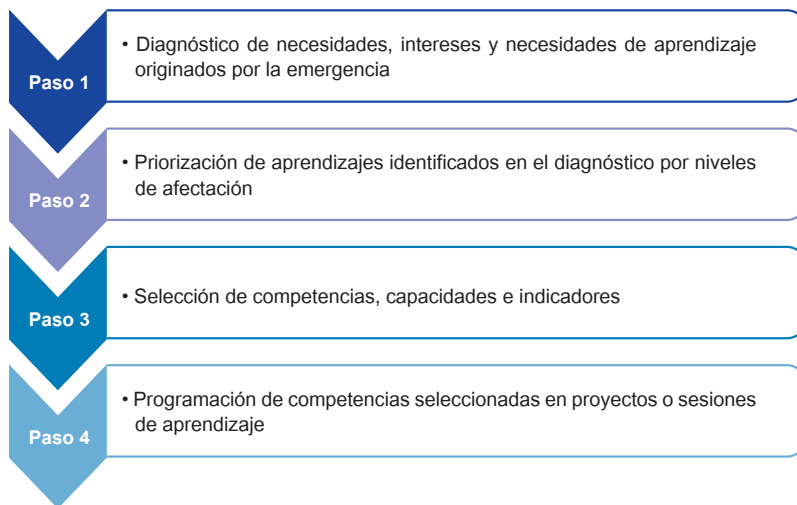 Paso 1
• Diagnóstico de necesidades, intereses y necesidades de aprendizaje
originados por la emergencia
Paso 2
• Priorización de aprendizajes identificados en el diagnóstico por niveles
de afectación
Paso 3
• Selección de competencias, capacidades e indicadores
Paso 4
• Programación de competencias seleccionadas en proyectos o sesiones
de aprendizaje